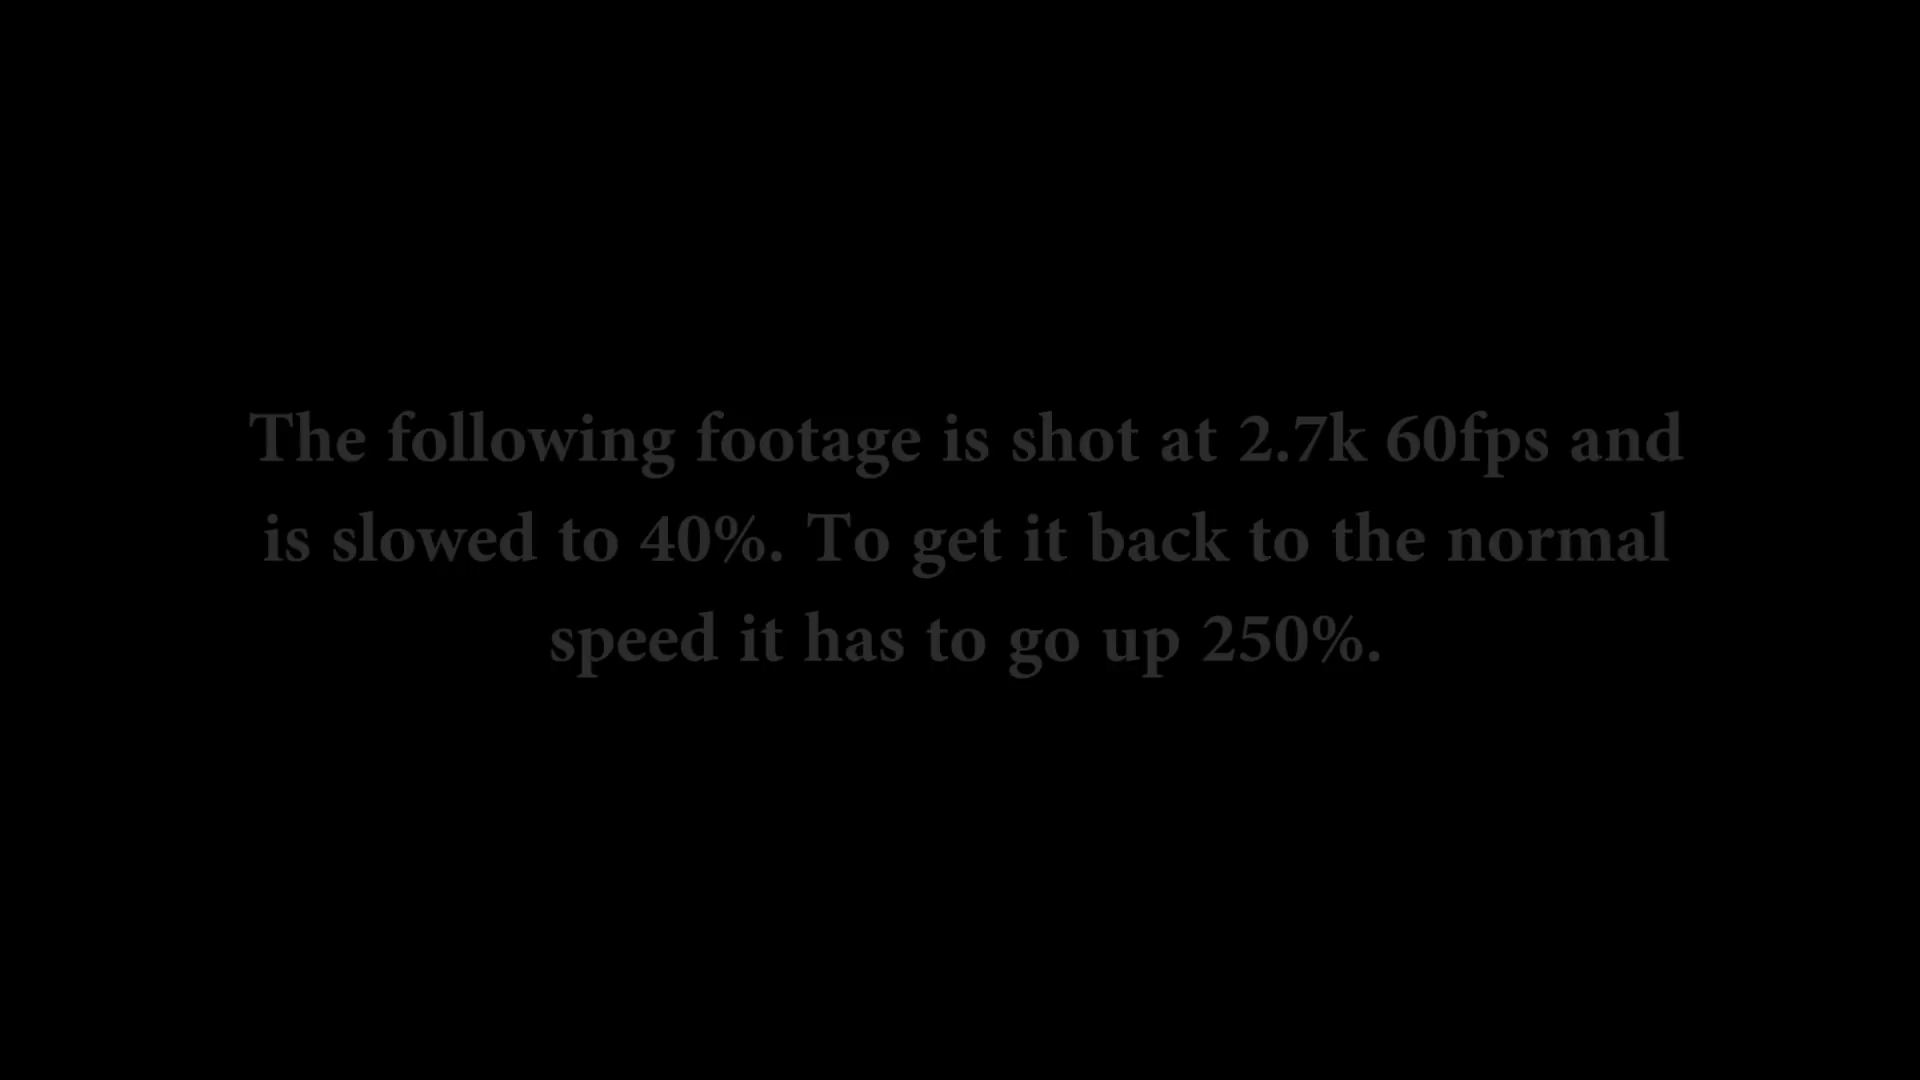 The following footage is shot at 2.7k 60fps and
is slowed to 40%. To get it back to the normal
speed it has to go up 250%.